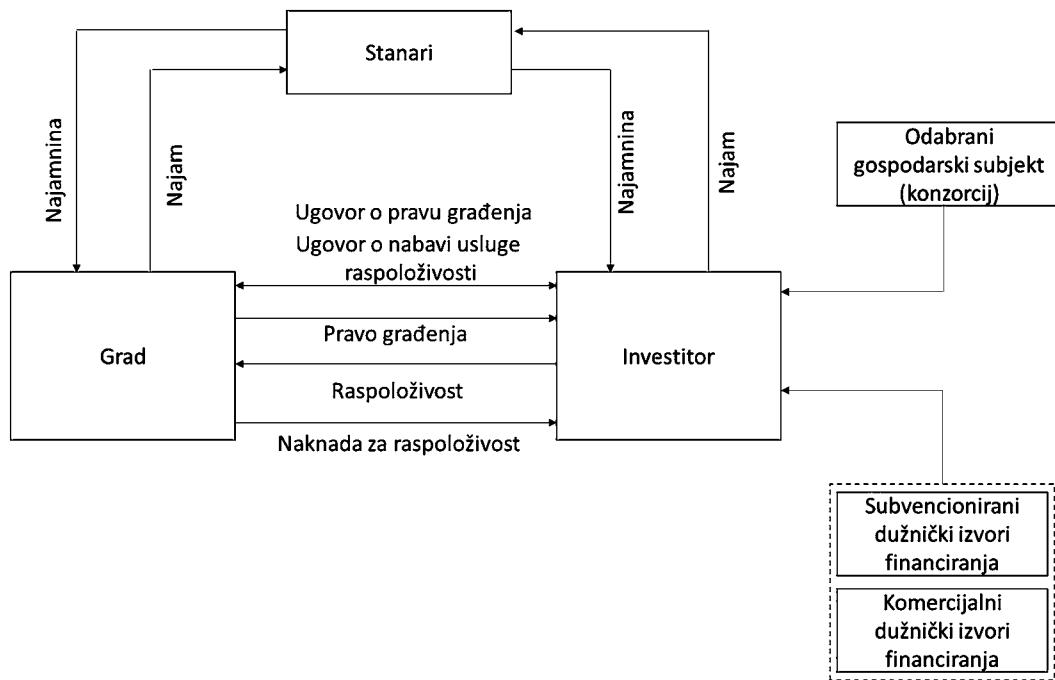 Stanari
Najamnina
Najam
Najamnina
Najam
Odabrani
gospodarski subjekt
(konzorcij)
Ugovor o pravu građenja
Ugovor o nabavi usluge
raspoloživosti
Grad
Pravo građenja
Investitor
Raspoloživost
Naknada za raspoloživost
Subvencionirani
dužnički izvori
financiranja
Komercijalni
dužnički izvori
financiranja